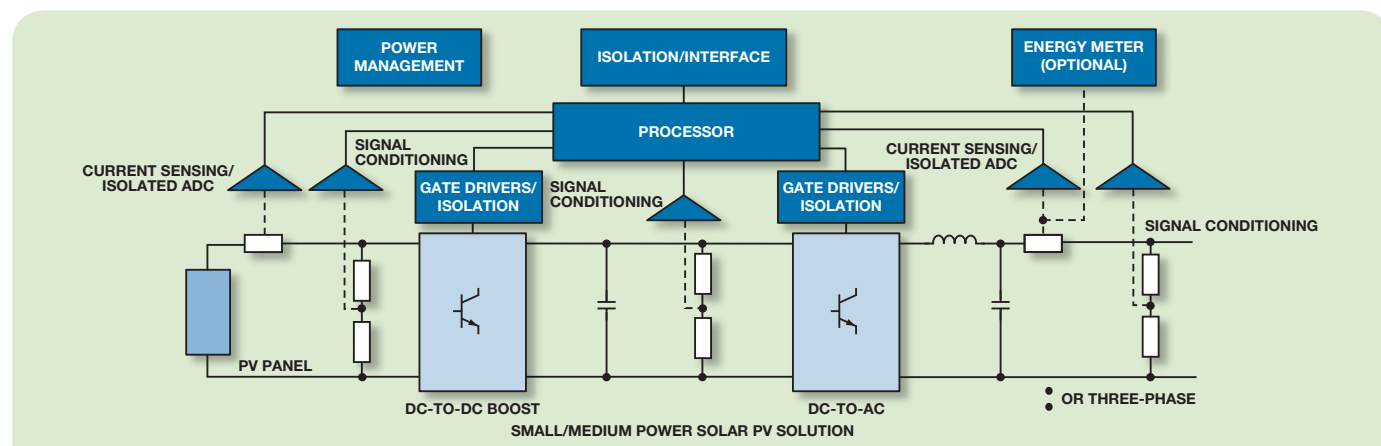 POWER
MANAGEMENT
ISOLATION/INTERFACE
ENERGY METER
(OPTIONAL)
PROCESSOR
CURRENT SENSING/
ISOLATED ADC
SIGNAL
CONDITIONING
GATE DRIVERS/
ISOLATION
SIGNAL
CONDITIONING
GATE DRIVERS/
ISOLATION
CURRENT SENSING/
ISOLATED ADC
SIGNAL CONDITIONING
PV PANEL
DC-TO-DC BOOST
DC-TO-AC
OR THREE-PHASE
SMALL/MEDIUM POWER SOLAR PV SOLUTION